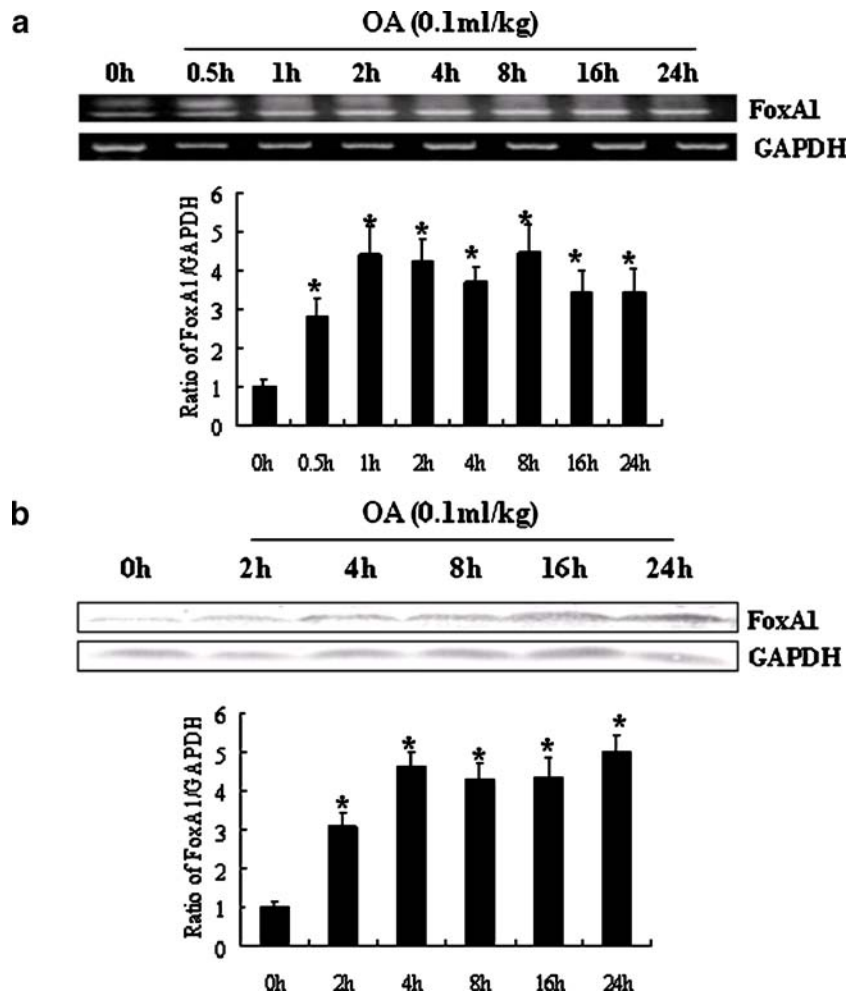 a
OA (0.1ml/kg)
0h 0.5h 1h 2h 4h 8h 16h 24h
FoxA1
GAPDH
Ratio of FoxA1/GAPDH
6
5
4
3
2
1
0
* * * * * * *
0h 0.5h 1h 2h 4h 8h 16h 24h
b
OA (0.1ml/kg)
0h 2h 4h 8h 16h 24h
FoxA1
GAPDH
Ratio of FoxA1/GAPDH
6
5
4
3
2
1
0
* * * * *
0h 2h 4h 8h 16h 24h